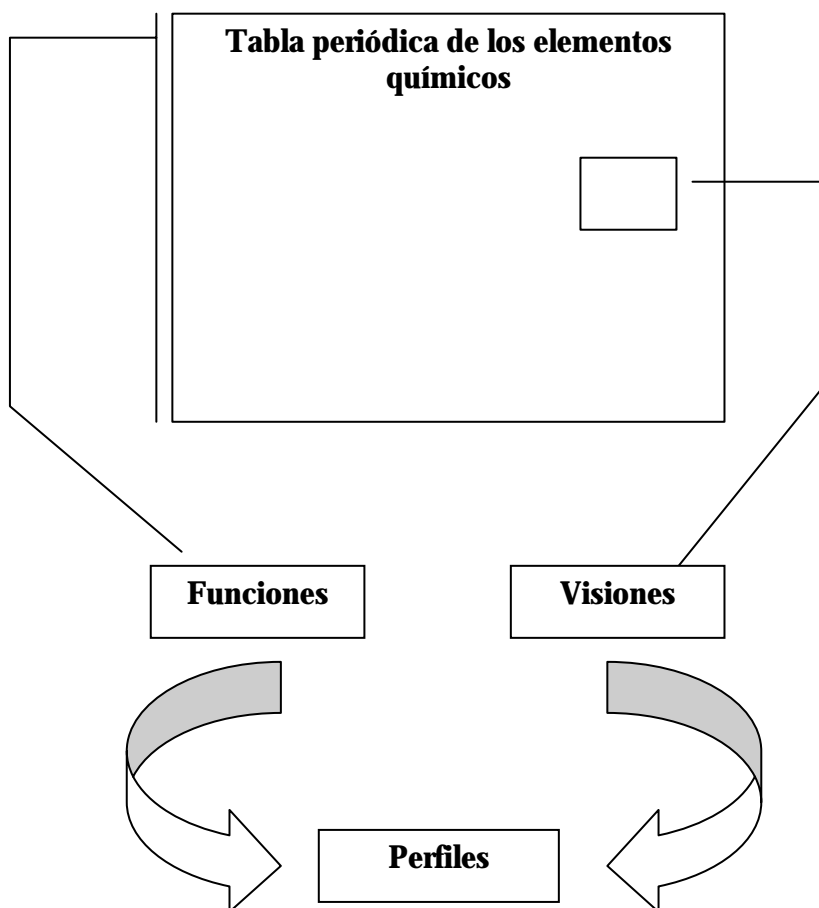 Tabla periódica de los elementos
químicos
Funciones
Visiones
Perfiles